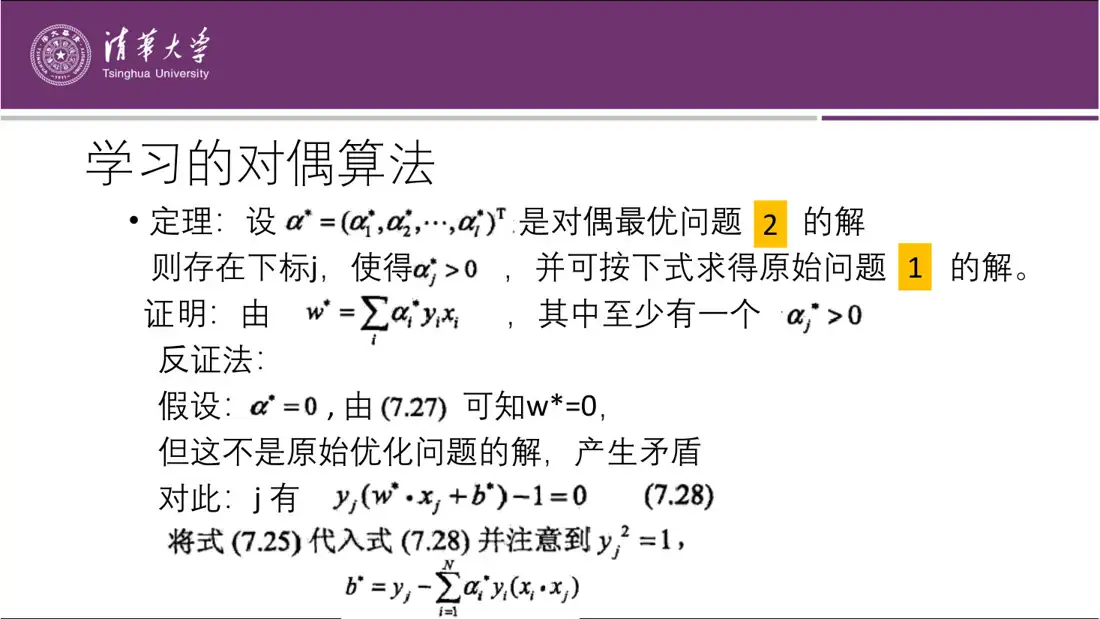 清华大学
Tsinghua University
学习的对偶算法
• 定理：设 α* = (α₁*, α₂*, ⋯, αₗ*)ᵀ 是对偶最优问题 2 的解
则存在下标j，使得 αⱼ* > 0 ，并可按下式求得原始问题 1 的解。
证明：由 w* = ∑ᵢ αᵢ* yᵢ xᵢ ，其中至少有一个 αⱼ* > 0
反证法：
假设：α* = 0 , 由 (7.27) 可知w*=0，
但这不是原始优化问题的解，产生矛盾
对此：j 有 yⱼ(w*·xⱼ + b*) − 1 = 0 (7.28)
将式 (7.25) 代入式 (7.28) 并注意到 yⱼ² = 1，
b* = yⱼ − ∑ᵢ₌₁ᴺ αᵢ* yᵢ (xᵢ·xⱼ)